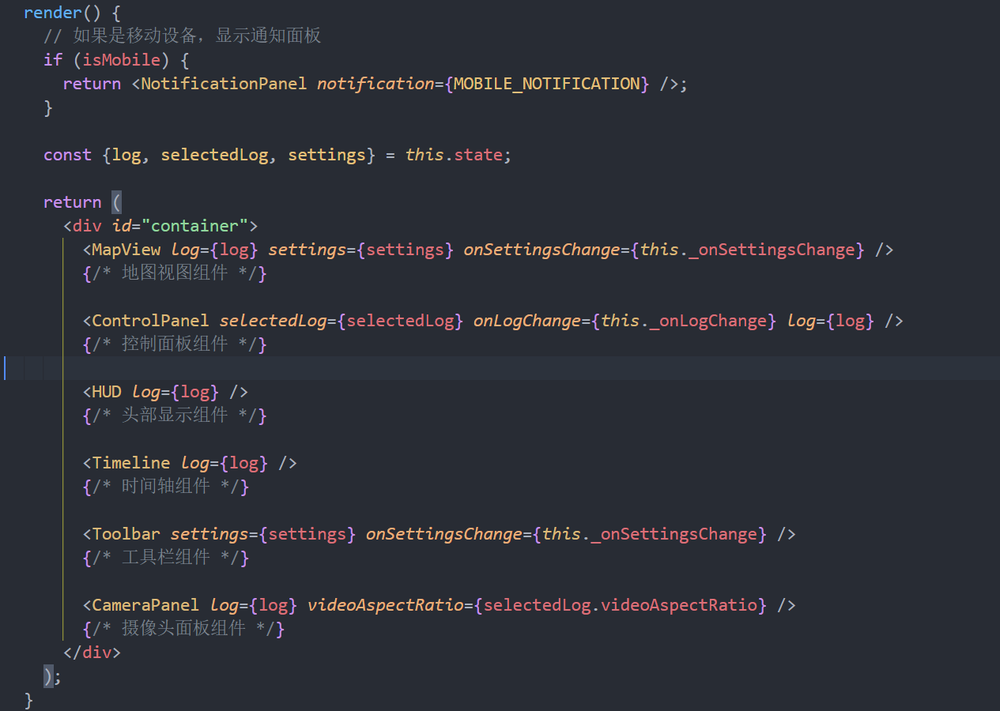 render() {
// 如果是移动设备，显示通知面板
if (isMobile) {
return <NotificationPanel notification={MOBILE_NOTIFICATION} />;
}
const {log, selectedLog, settings} = this.state;
return (
<div id="container">
<MapView log={log} settings={settings} onSettingsChange={this._onSettingsChange} />
{/* 地图视图组件 */}
<ControlPanel selectedLog={selectedLog} onLogChange={this._onLogChange} log={log} />
{/* 控制面板组件 */}
<HUD log={log} />
{/* 头部显示组件 */}
<Timeline log={log} />
{/* 时间轴组件 */}
<Toolbar settings={settings} onSettingsChange={this._onSettingsChange} />
{/* 工具栏组件 */}
<CameraPanel log={log} videoAspectRatio={selectedLog.videoAspectRatio} />
{/* 摄像头面板组件 */}
</div>
);
}